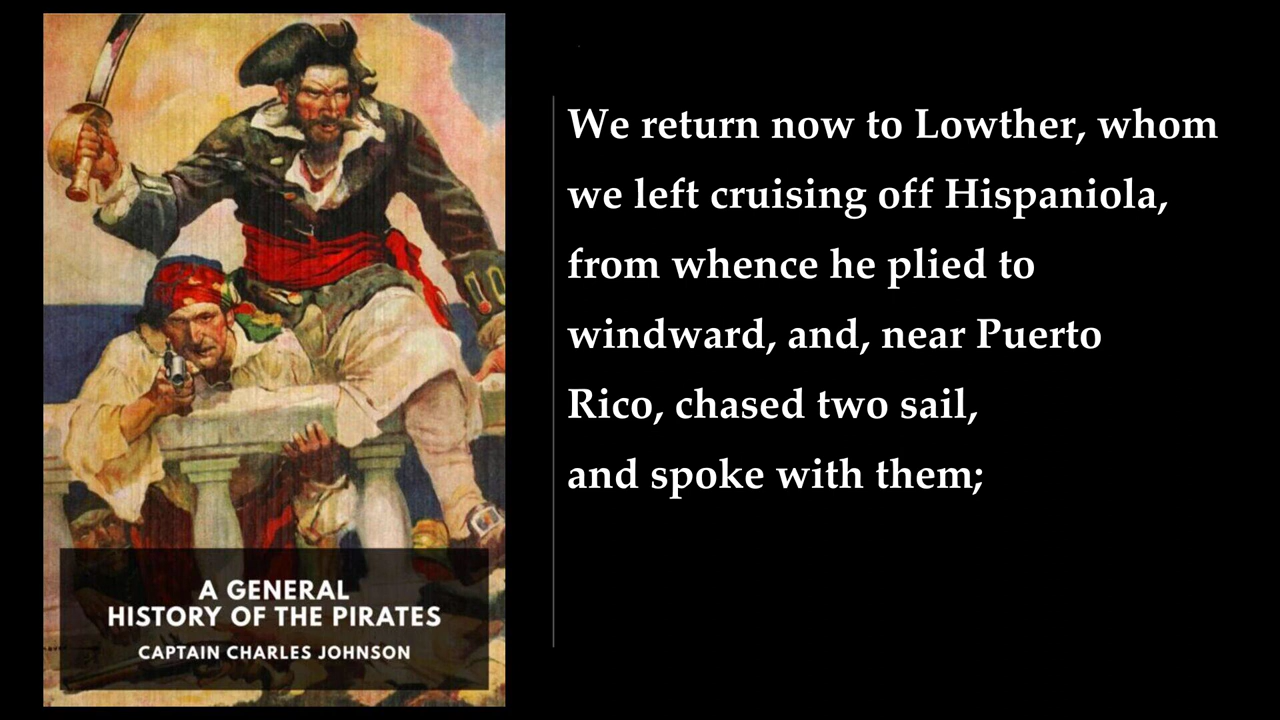 We return now to Lowther, whom
we left cruising off Hispaniola,
from whence he plied to
windward, and, near Puerto
Rico, chased two sail,
and spoke with them;
A GENERAL
HISTORY OF THE PIRATES
CAPTAIN CHARLES JOHNSON